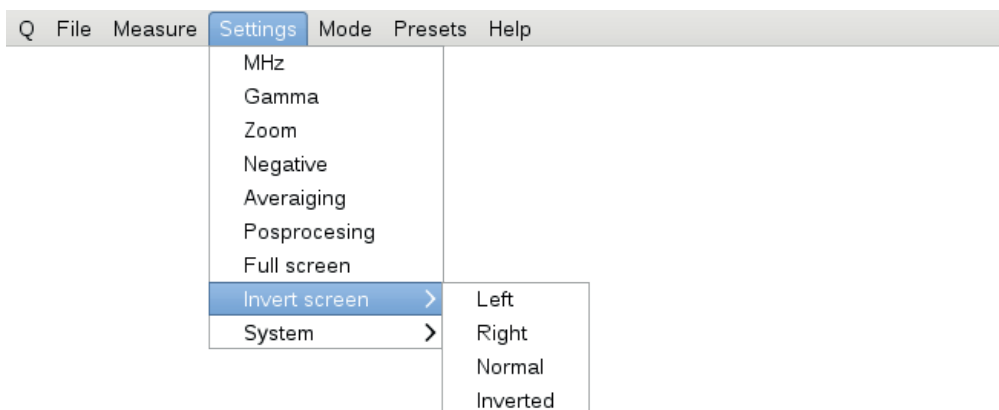 Q File Measure Settings Mode Presets Help
MHz
Gamma
Zoom
Negative
Averaiging
Posprocesing
Full screen
Invert screen
System
Left
Right
Normal
Inverted